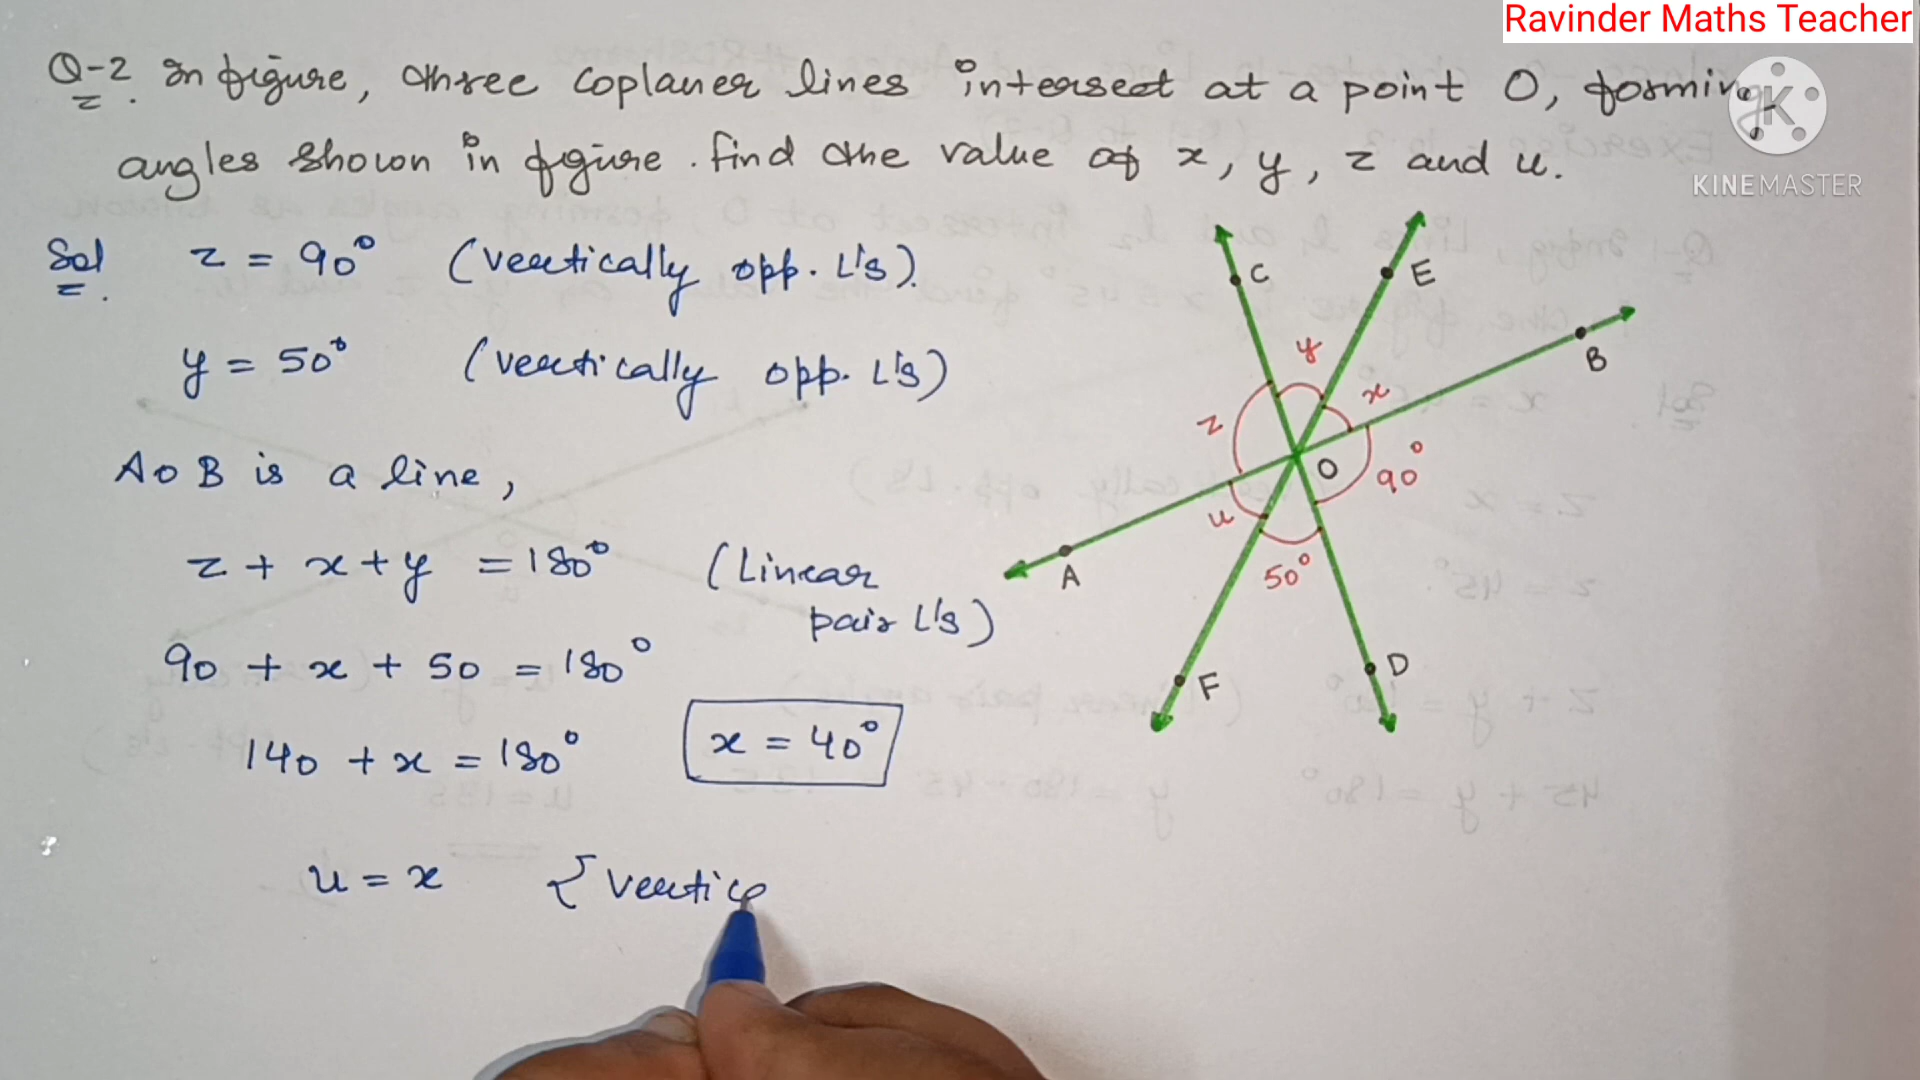 Ravinder Maths Teacher
Q-2. In figure, three coplaner lines intersect at a point O, forming
angles shown in figure. find the value of x, y, z and u.
KINEMASTER
Sol. z = 90° (vertically opp. L's).
y = 50° (vertically opp. L's)
AOB is a line,
z + x + y = 180° (Linear
pair L's)
90 + x + 50 = 180°
140 + x = 180° x = 40°
u = x {vertica
C
E
B
y
x
z
O
90°
u
50°
A
F
D